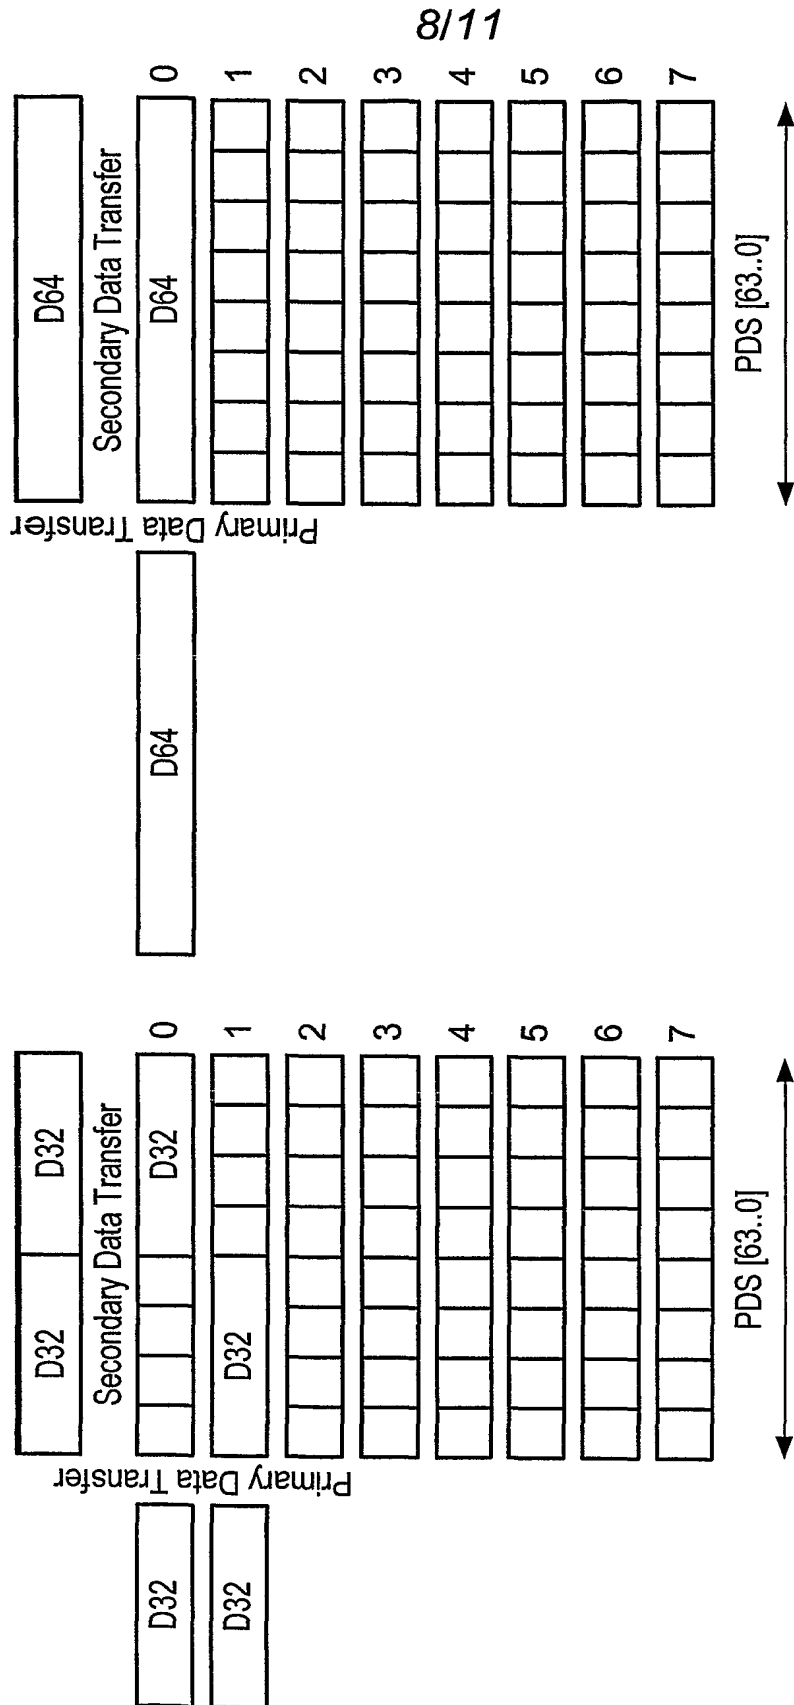 8/11
D32
D32
Secondary Data Transfer
D32
D32
Primary Data Transfer
D32
D32
0
1
2
3
4
5
6
7
PDS [63..0]
D64
Secondary Data Transfer
D64
Primary Data Transfer
D64
0
1
2
3
4
5
6
7
PDS [63..0]